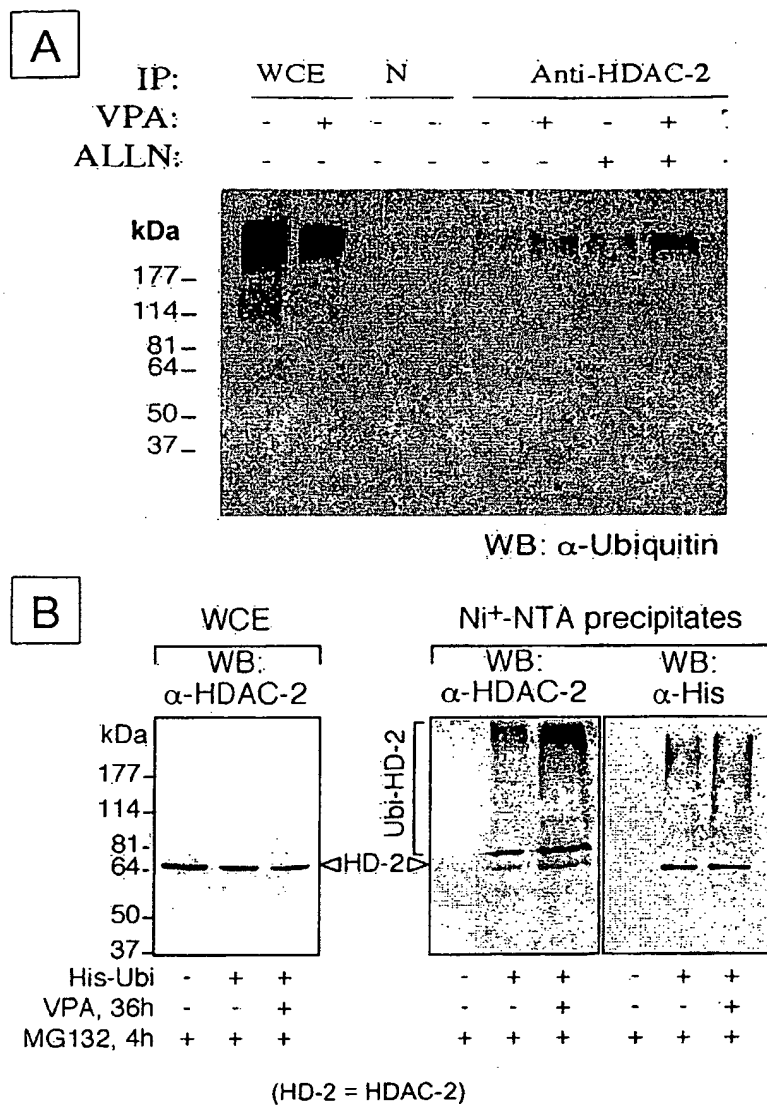 A
IP: WCE N Anti-HDAC-2
VPA: - + - - - + - +
ALLN: - - - - - - + +
kDa
177
114
81
64
50
37
WB: α-Ubiquitin
B
WCE Ni+-NTA precipitates
WB: α-HDAC-2
WB: α-HDAC-2
WB: α-His
kDa
177
114
81
64
50
37
Ubi-HD-2
HD-2
His-Ubi - + + - + + - + +
VPA, 36h - - + - - + - - +
MG132, 4h + + + + + + + + +
(HD-2 = HDAC-2)